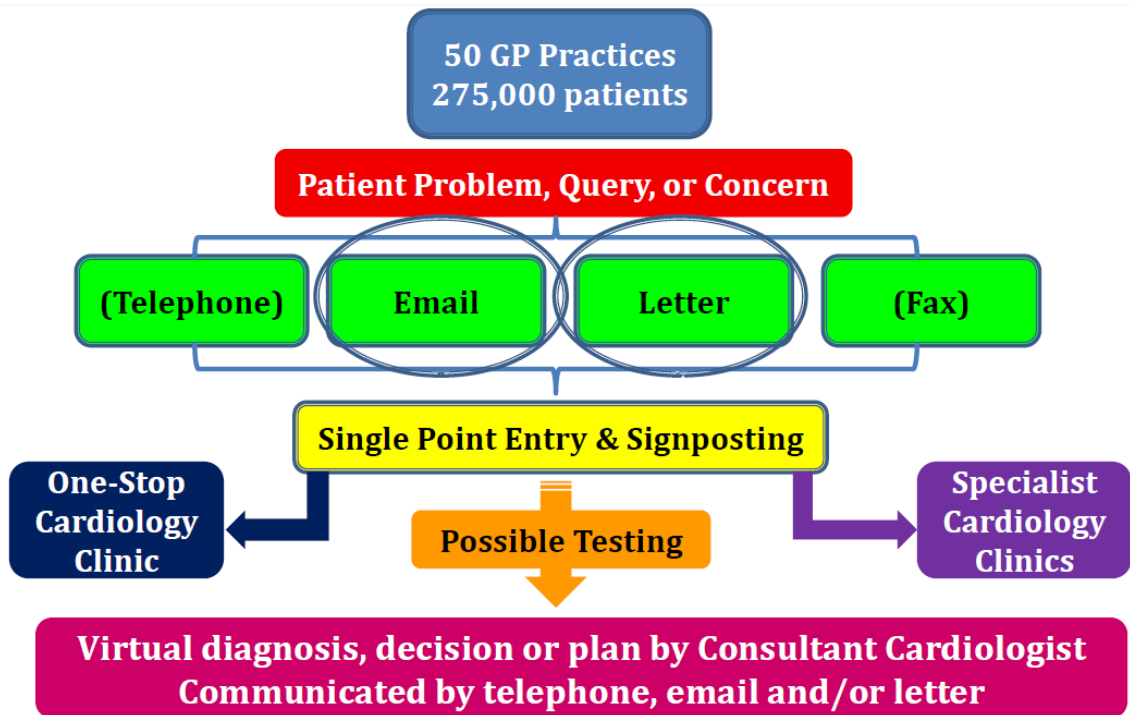 50 GP Practices
275,000 patients
Patient Problem, Query, or Concern
(Telephone)
Email
Letter
(Fax)
Single Point Entry & Signposting
One-Stop
Cardiology
Clinic
Possible Testing
Specialist
Cardiology
Clinics
Virtual diagnosis, decision or plan by Consultant Cardiologist
Communicated by telephone, email and/or letter